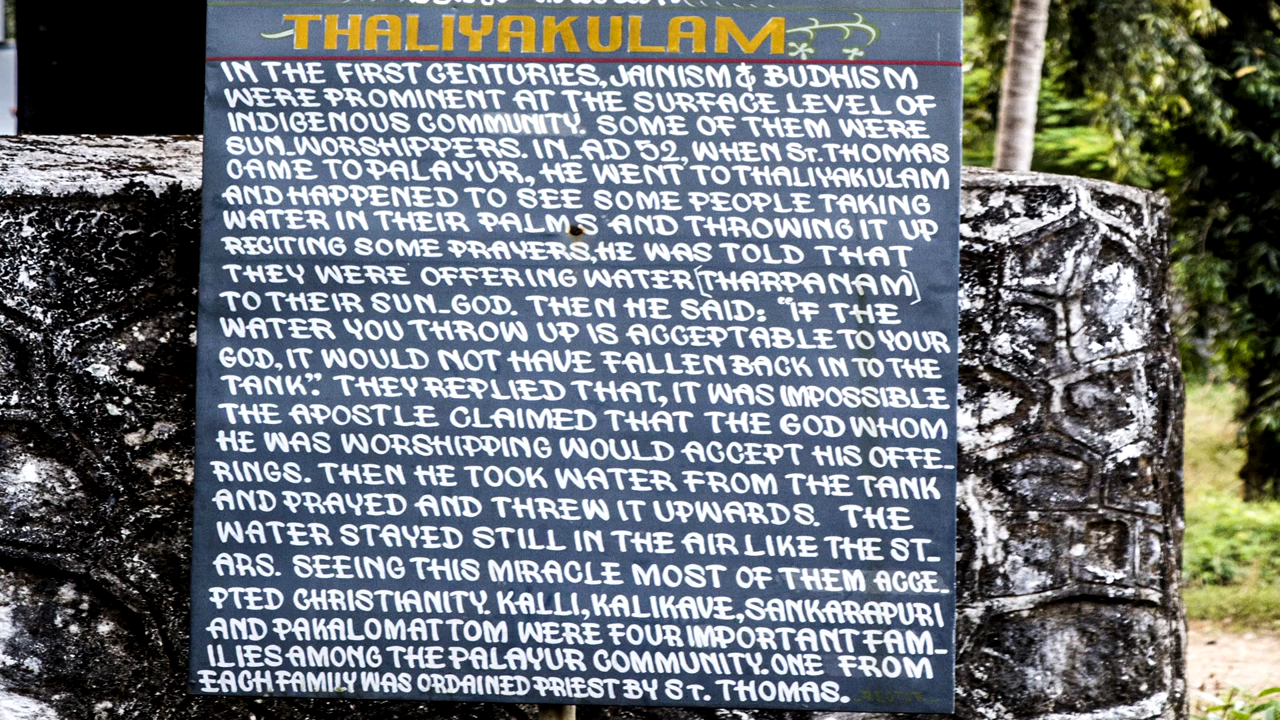 THALIYAKULAM
IN THE FIRST CENTURIES, JAINISM & BUDHISM
WERE PROMINENT AT THE SURFACE LEVEL OF
INDIGENOUS COMMUNITY. SOME OF THEM WERE
SUN-WORSHIPPERS. IN-AD 52, WHEN ST. THOMAS
CAME TO PALAYUR, HE WENT TO THALIYAKULAM
AND HAPPENED TO SEE SOME PEOPLE TAKING
WATER IN THEIR PALMS AND THROWING IT UP
RECITING SOME PRAYERS, HE WAS TOLD THAT
THEY WERE OFFERING WATER (THARPANAM)
TO THEIR SUN-GOD. THEN HE SAID: "IF THE
WATER YOU THROW UP IS ACCEPTABLE TO YOUR
GOD, IT WOULD NOT HAVE FALLEN BACK IN TO THE
TANK". THEY REPLIED THAT, IT WAS IMPOSSIBLE
THE APOSTLE CLAIMED THAT THE GOD WHOM
HE WAS WORSHIPPING WOULD ACCEPT HIS OFFE-
RINGS. THEN HE TOOK WATER FROM THE TANK
AND PRAYED AND THREW IT UPWARDS. THE
WATER STAYED STILL IN THE AIR LIKE THE ST-
ARS. SEEING THIS MIRACLE MOST OF THEM ACCE-
PTED CHRISTIANITY. KALLI, KALIKAVE, SANKARAPURI
AND PAKALOMATTOM WERE FOUR IMPORTANT FAM-
ILIES AMONG THE PALAYUR COMMUNITY. ONE FROM
EACH FAMILY WAS ORDAINED PRIEST BY ST. THOMAS.